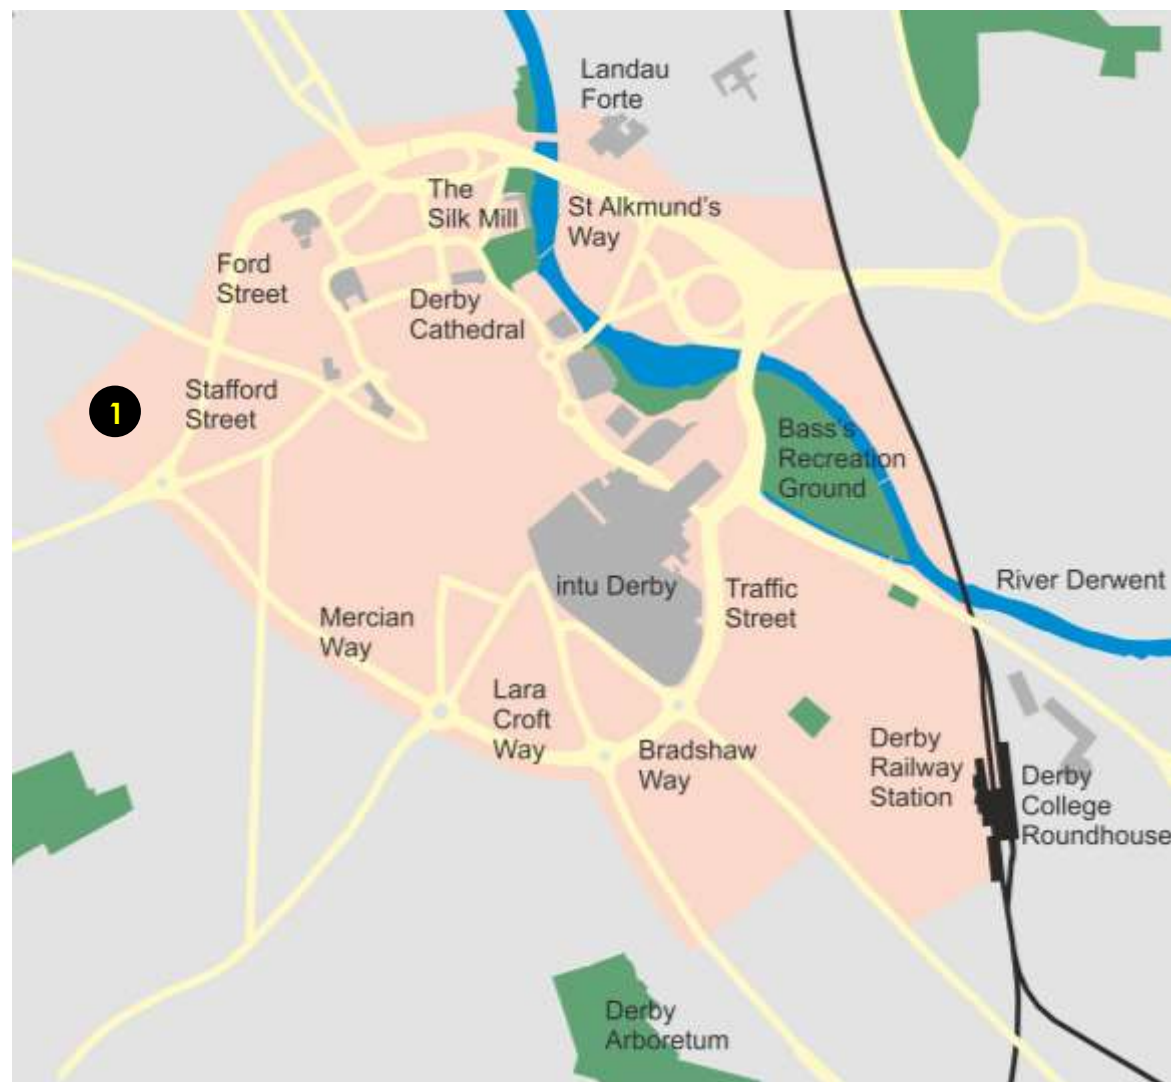 Landau
Forte
The
Silk Mill
St Alkmund's
Way
Ford
Street
Derby
Cathedral
1
Stafford
Street
Bass's
Recreation
Ground
intu Derby
Traffic
Street
River Derwent
Mercian
Way
Lara
Croft
Way
Bradshaw
Way
Derby
Railway
Station
Derby
College
Roundhouse
Derby
Arboretum